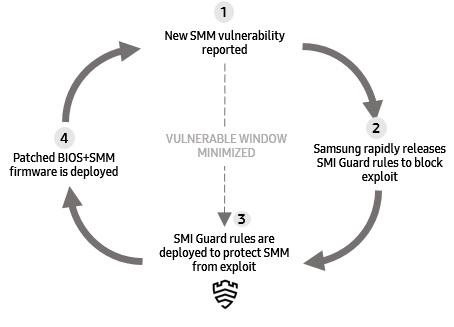 1
New SMM vulnerability
reported
2
Samsung rapidly releases
SMI Guard rules to block
exploit
VULNERABLE WINDOW
MINIMIZED
3
SMI Guard rules are
deployed to protect SMM
from exploit
4
Patched BIOS+SMM
firmware is deployed